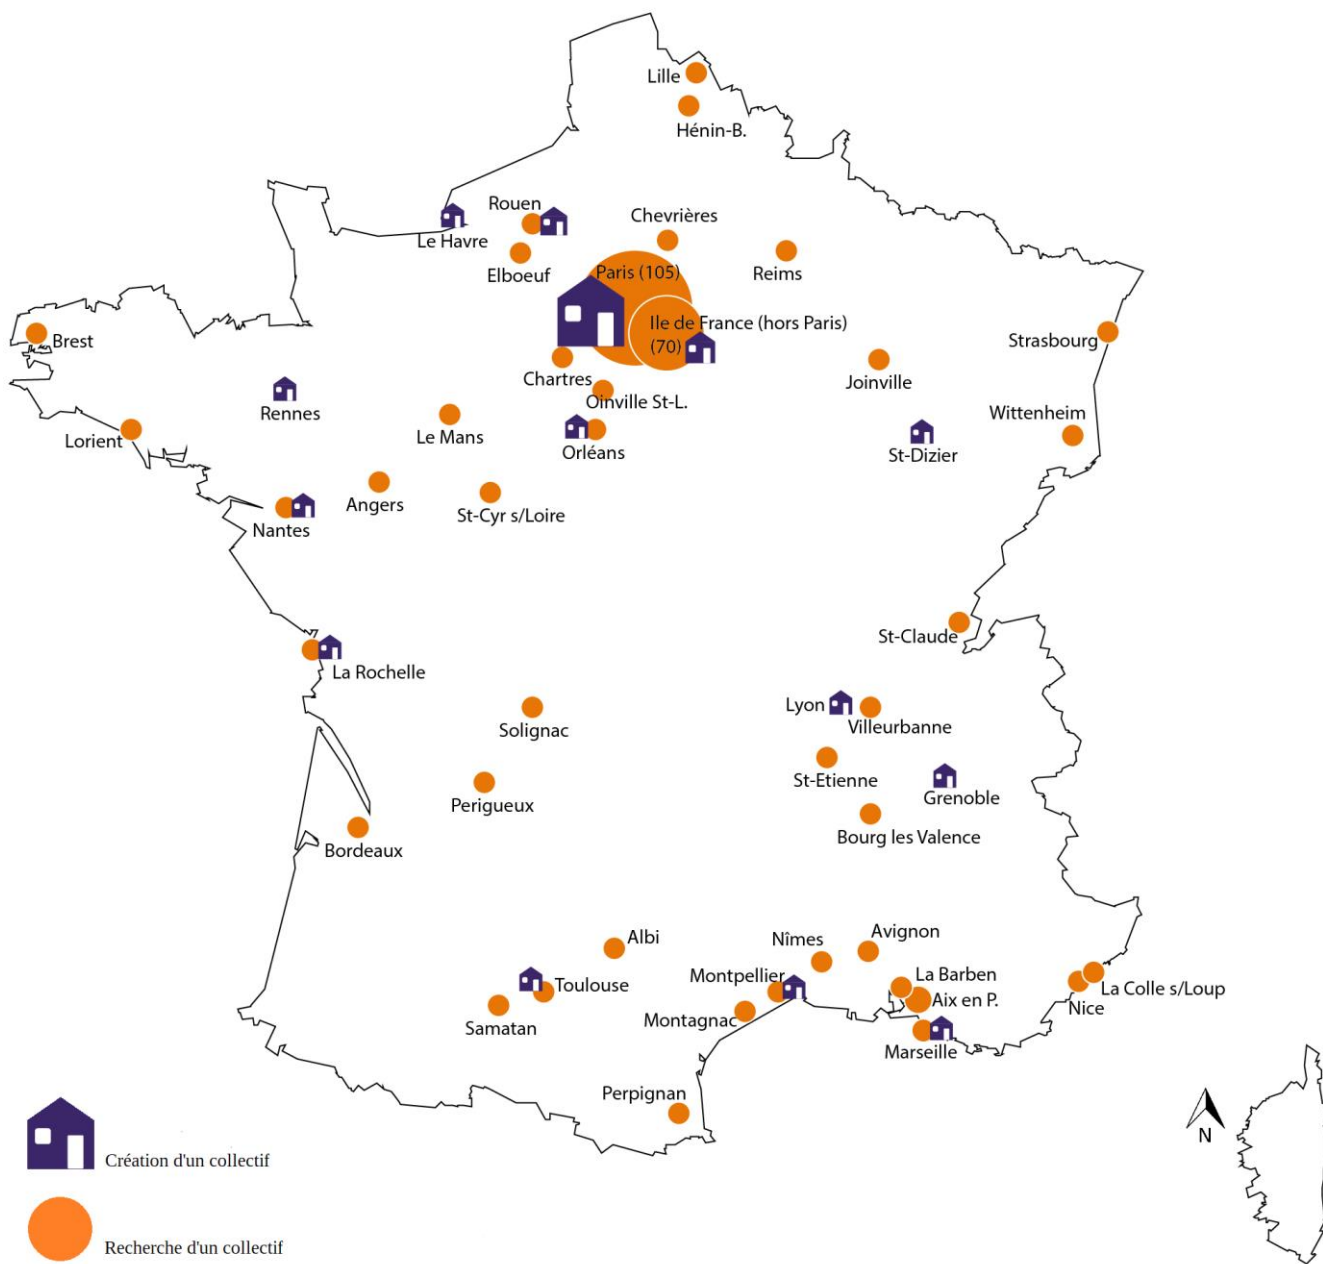 Lille
Hénin-B.
Rouen
Chevrières
Le Havre
Elboeuf
Reims
Paris (105)
Ile de France (hors Paris)
(70)
Brest
Strasbourg
Chartres
Joinville
Oinville St-L.
Rennes
Wittenheim
Le Mans
Lorient
Orléans
St-Dizier
Angers
St-Cyr s/Loire
Nantes
St-Claude
La Rochelle
Lyon
Solignac
Villeurbanne
St-Etienne
Grenoble
Perigueux
Bourg les Valence
Bordeaux
Albi
Nîmes
Avignon
Montpellier
La Barben
Toulouse
La Colle s/Loup
Aix en P.
Samatan
Montagnac
Nice
Marseille
Perpignan
N
Création d'un collectif
Recherche d'un collectif